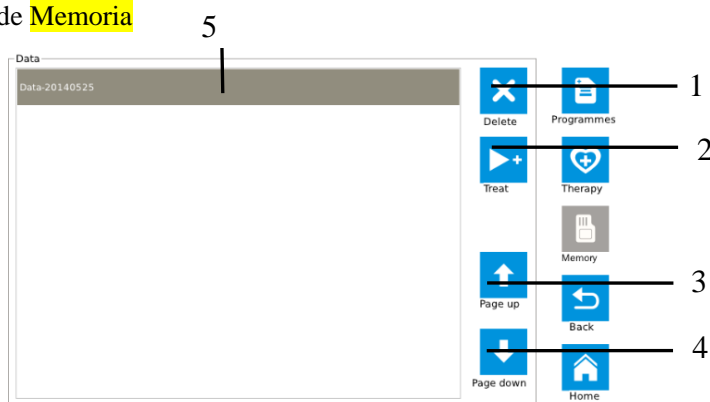 de Memoria
5
Data
Data-20140525
Delete
Programmes
1
Treat
Therapy
2
Memory
Page up
Back
3
Page down
Home
4